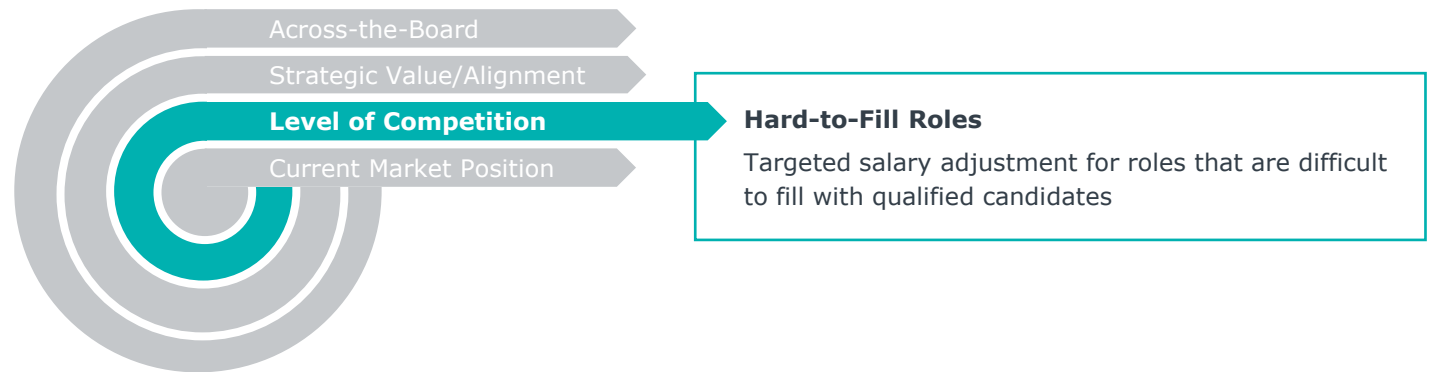 Across-the-Board
Strategic Value/Alignment
Level of Competition
Current Market Position
Hard-to-Fill Roles
Targeted salary adjustment for roles that are difficult
to fill with qualified candidates